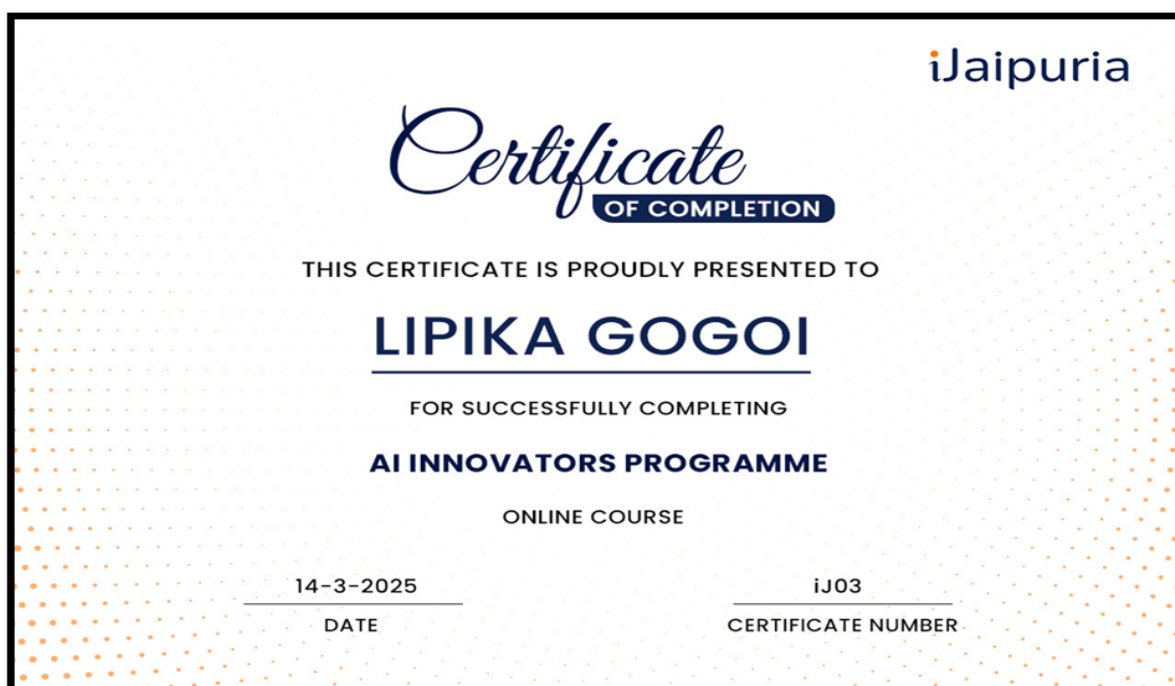 iJaipuria
Certificate
OF COMPLETION
THIS CERTIFICATE IS PROUDLY PRESENTED TO
LIPIKA GOGOI
FOR SUCCESSFULLY COMPLETING
AI INNOVATORS PROGRAMME
ONLINE COURSE
14-3-2025 iJ03
DATE CERTIFICATE NUMBER